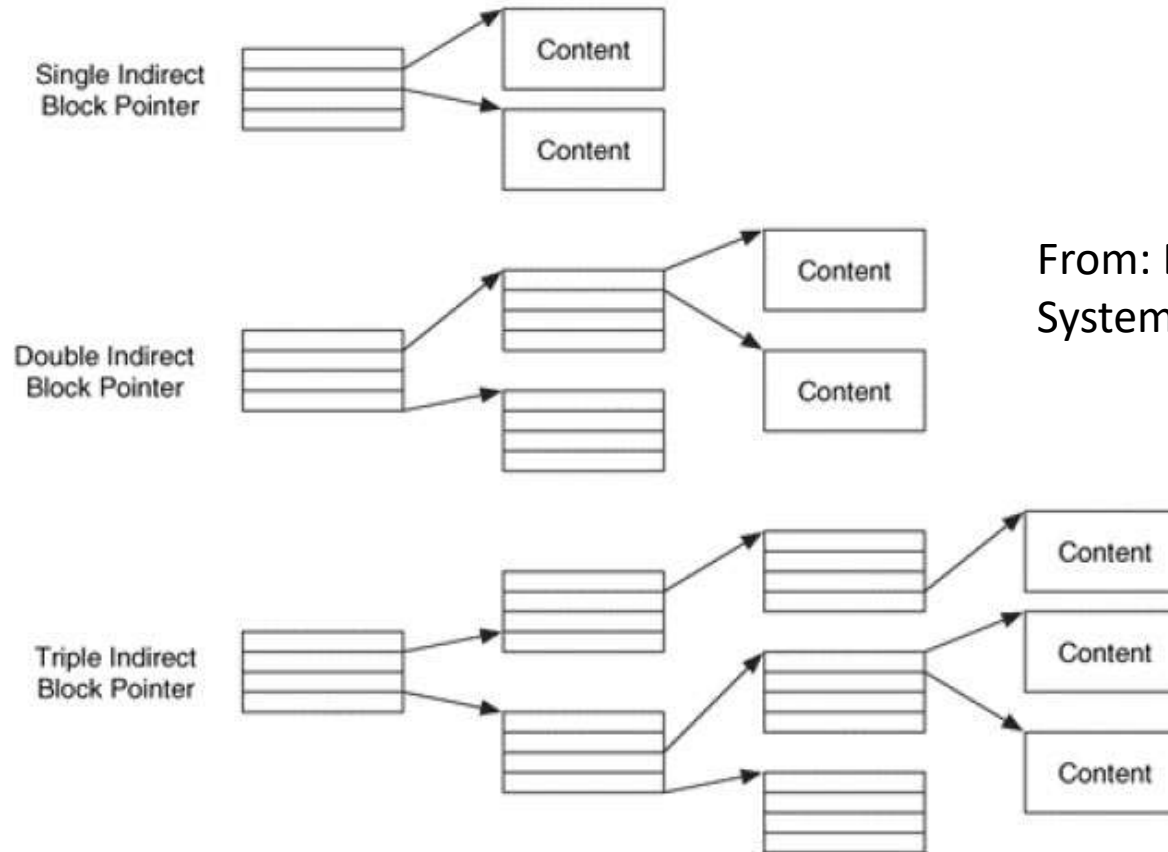 Single Indirect
Block Pointer
Content
Content
From:
System
Double Indirect
Block Pointer
Content
Content
Triple Indirect
Block Pointer
Content
Content
Content